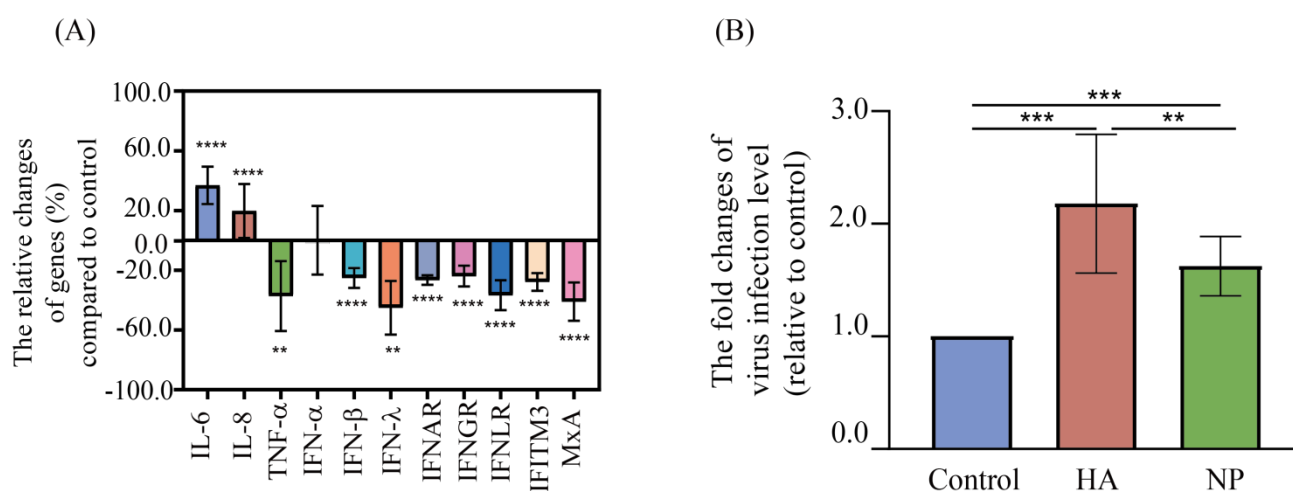 (A)
The relative changes
of genes (%)
compared to control
100.0
60.0
20.0
0.0
-20.0
-60.0
-100.0
****
****
**
****
**
****
****
****
****
****
IL-6
IL-8
TNF-α
IFN-α
IFN-β
IFN-λ
IFNAR
IFNGR
IFNLR
IFITM3
MxA
(B)
The fold changes of
virus infection level
(relative to control)
3.0
2.0
1.0
0.0
***
***
**
Control
HA
NP